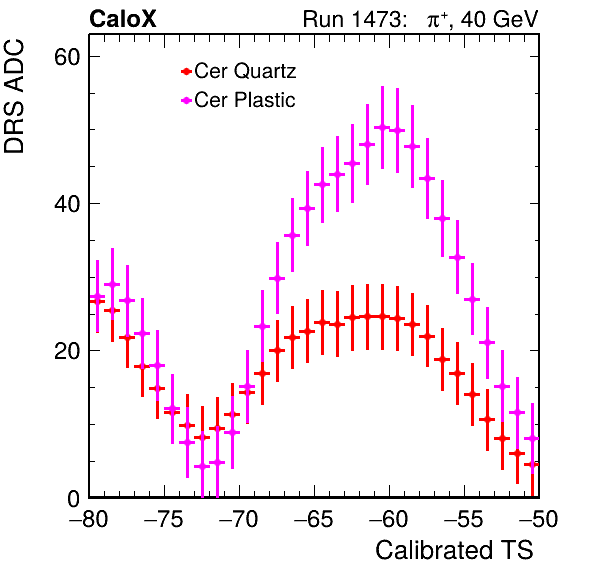 CaloX Run 1473: π⁺, 40 GeV
DRS ADC
Cer Quartz
Cer Plastic
60
40
20
0
−80 −75 −70 −65 −60 −55 −50
Calibrated TS